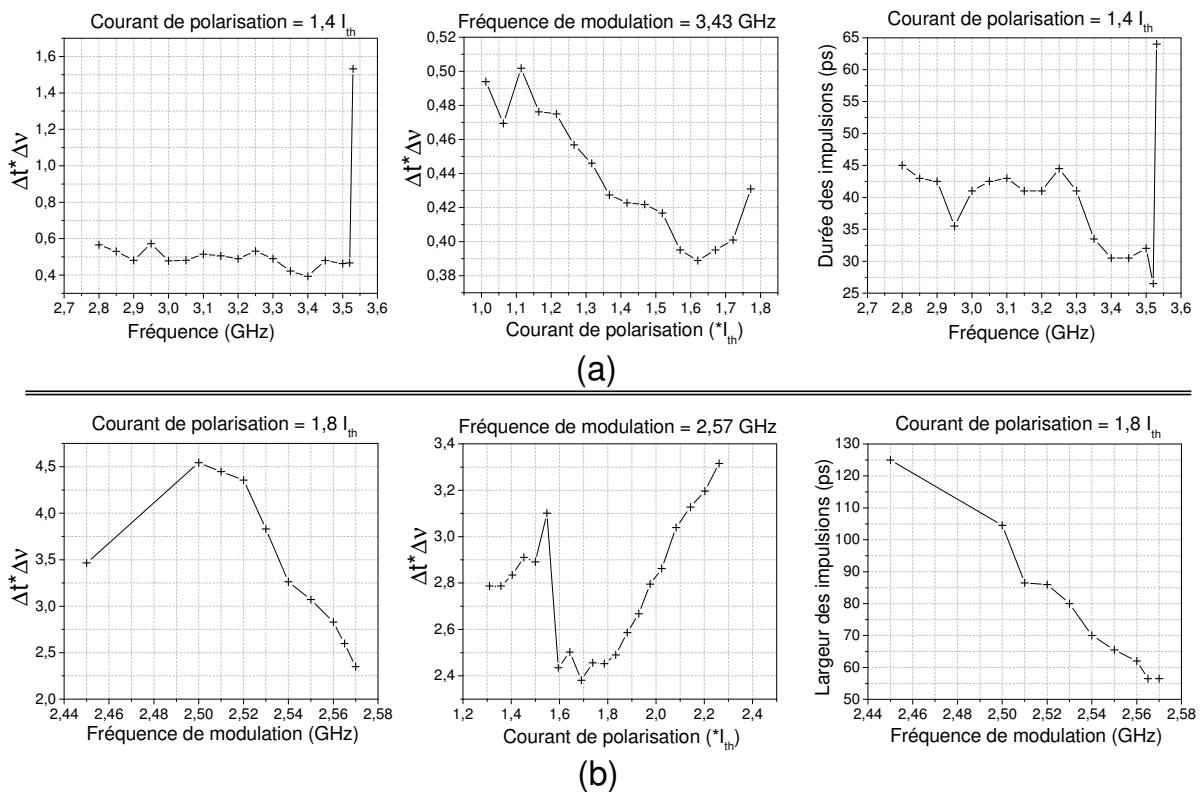 Courant de polarisation = 1,4 Ith
1,6
1,4
1,2
1,0
0,8
0,6
0,4
Δt*Δν
2,7 2,8 2,9 3,0 3,1 3,2 3,3 3,4 3,5 3,6
Fréquence (GHz)
Fréquence de modulation = 3,43 GHz
0,52
0,50
0,48
0,46
0,44
0,42
0,40
0,38
Δt*Δν
1,0 1,1 1,2 1,3 1,4 1,5 1,6 1,7 1,8
Courant de polarisation (*Ith)
Courant de polarisation = 1,4 Ith
65
60
55
50
45
40
35
30
25
Durée des impulsions (ps)
2,7 2,8 2,9 3,0 3,1 3,2 3,3 3,4 3,5 3,6
Fréquence (GHz)
(a)
Courant de polarisation = 1,8 Ith
4,5
4,0
3,5
3,0
2,5
2,0
Δt*Δν
2,44 2,46 2,48 2,50 2,52 2,54 2,56 2,58
Fréquence de modulation (GHz)
Fréquence de modulation = 2,57 GHz
3,4
3,2
3,0
2,8
2,6
2,4
Δt*Δν
1,2 1,4 1,6 1,8 2,0 2,2 2,4
Courant de polarisation (*Ith)
Courant de polarisation = 1,8 Ith
130
120
110
100
90
80
70
60
50
Largeur des impulsions (ps)
2,44 2,46 2,48 2,50 2,52 2,54 2,56 2,58
Fréquence de modulation (GHz)
(b)